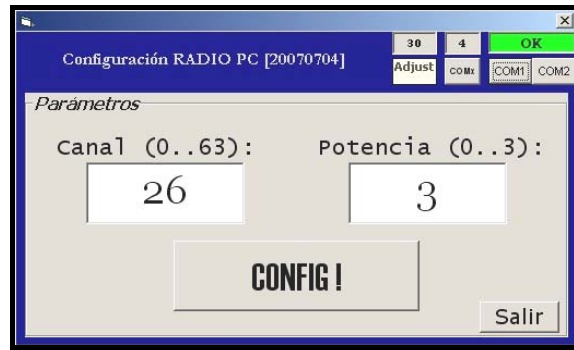 30 4 OK
Configuración RADIO PC [20070704]
Adjust COMx COM1 COM2
Parámetros
Canal (0..63): Potencia (0..3):
26 3
CONFIG !
Salir